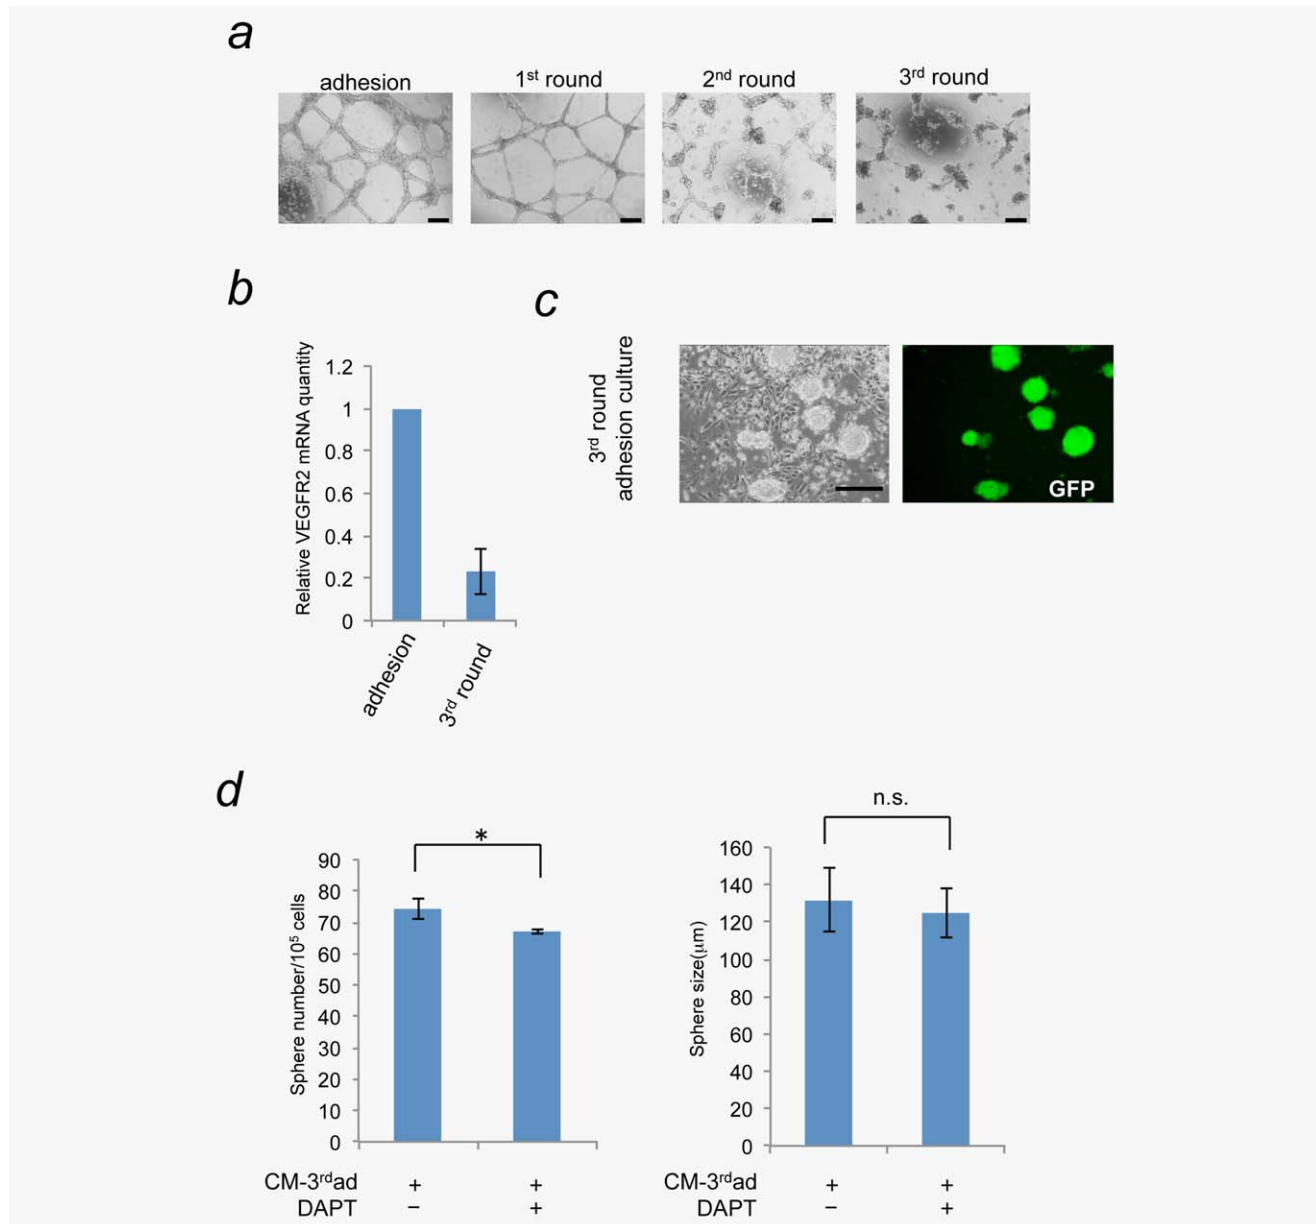 a
adhesion
1st round
2nd round
3rd round
b
Relative VEGFR2 mRNA quantity
1.2
1
0.8
0.6
0.4
0.2
0
adhesion
3rd round
c
3rd round
adhesion culture
GFP
d
*
Sphere number/10⁵ cells
90
80
70
60
50
40
30
20
10
0
CM-3rdad + +
DAPT − +
n.s.
Sphere size(μm)
160
140
120
100
80
60
40
20
0
CM-3rdad + +
DAPT − +